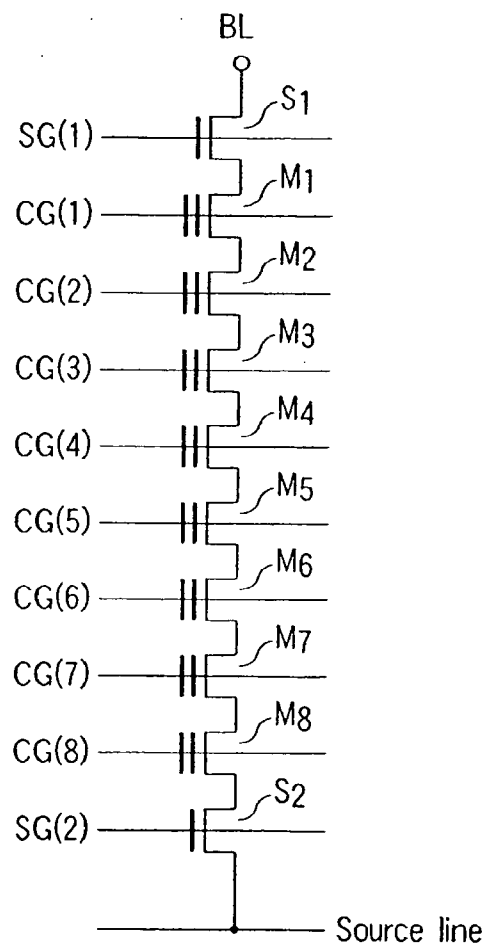 BL
S1
SG(1)
M1
CG(1)
M2
CG(2)
M3
CG(3)
M4
CG(4)
M5
CG(5)
M6
CG(6)
M7
CG(7)
M8
CG(8)
S2
SG(2)
Source line